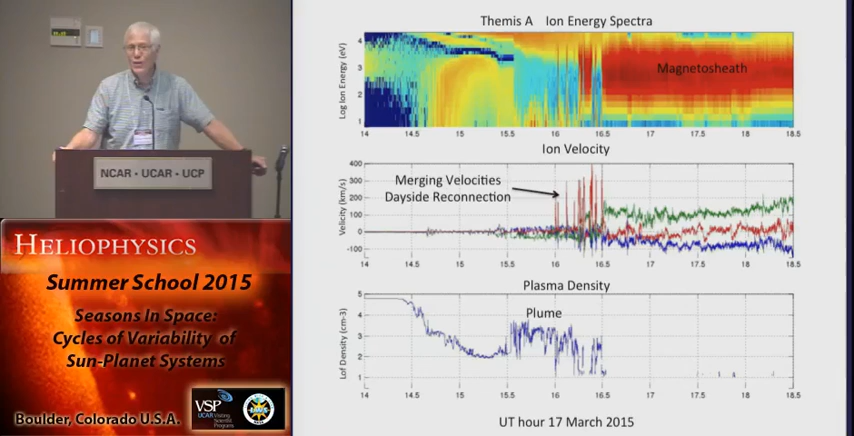 NCAR • UCAR • UCP
HELIOPHYSICS
Summer School 2015
Seasons In Space:
Cycles of Variability of
Sun-Planet Systems
Boulder, Colorado U.S.A.
VSP
UCAR Visiting
Scientist
Programs
Themis A Ion Energy Spectra
Log Ion Energy (eV)
4
3
2
1
Magnetosheath
14 14.5 15 15.5 16 16.5 17 17.5 18 18.5
Ion Velocity
Velicity (km/s)
400
300
200
100
0
-100
Merging Velocities
Dayside Reconnection
14 14.5 15 15.5 16 16.5 17 17.5 18 18.5
Plasma Density
Lof Density (cm-3)
5
4
3
2
1
Plume
14 14.5 15 15.5 16 16.5 17 17.5 18 18.5
UT hour 17 March 2015